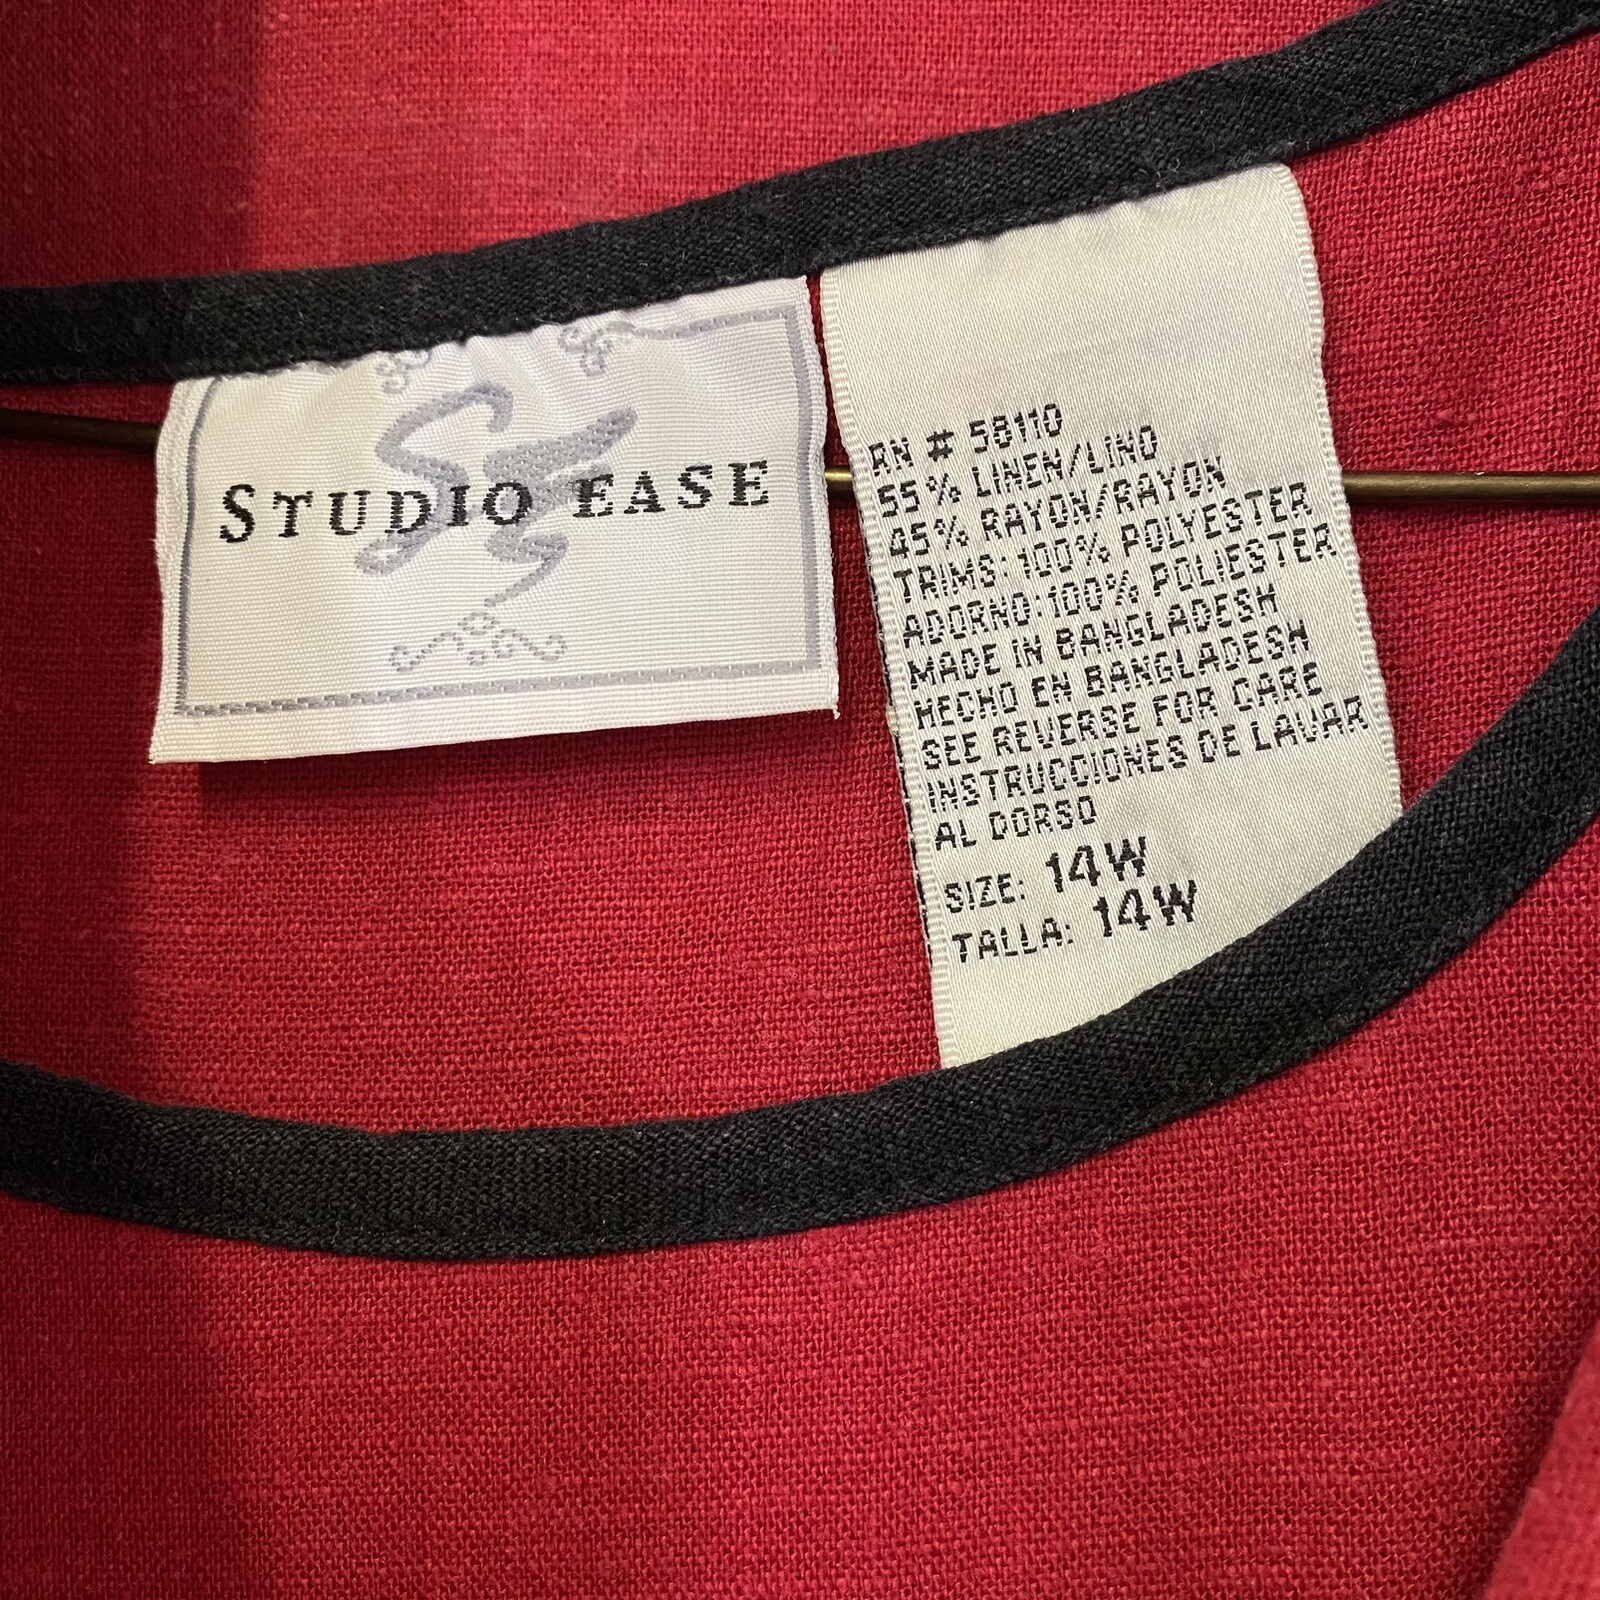 STUDIO EASE
RN # 58110
55% LINEN/LINO
45% RAYON/RAYON
TRIMS: 100% POLYESTER
ADORNO: 100% POLIESTER
MADE IN BANGLADESH
HECHO EN BANGLADESH
SEE REVERSE FOR CARE
INSTRUCCIONES DE LAVAR
AL DORSO
SIZE: 14W
TALLA: 14W